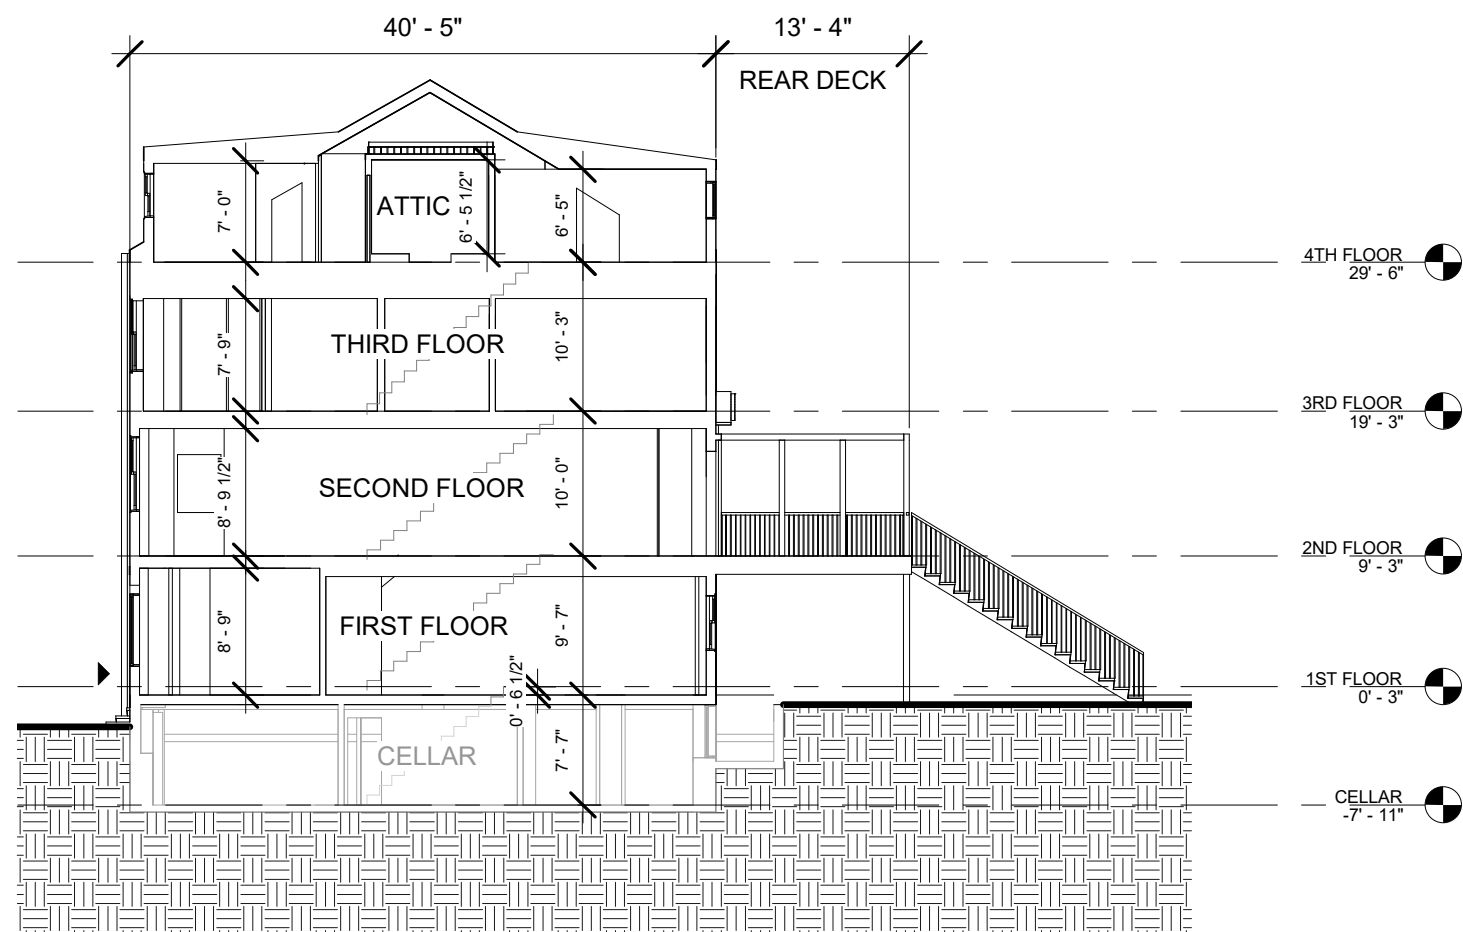 40' - 5"
13' - 4"
REAR DECK
7' - 0"
ATTIC
6' - 5 1/2"
6' - 5"
4TH FLOOR
29' - 6"
7' - 9"
THIRD FLOOR
10' - 3"
3RD FLOOR
19' - 3"
8' - 9 1/2"
SECOND FLOOR
10' - 0"
2ND FLOOR
9' - 3"
8' - 9"
FIRST FLOOR
9' - 7"
0' - 6 1/2"
1ST FLOOR
0' - 3"
CELLAR
7' - 7"
CELLAR
-7' - 11"